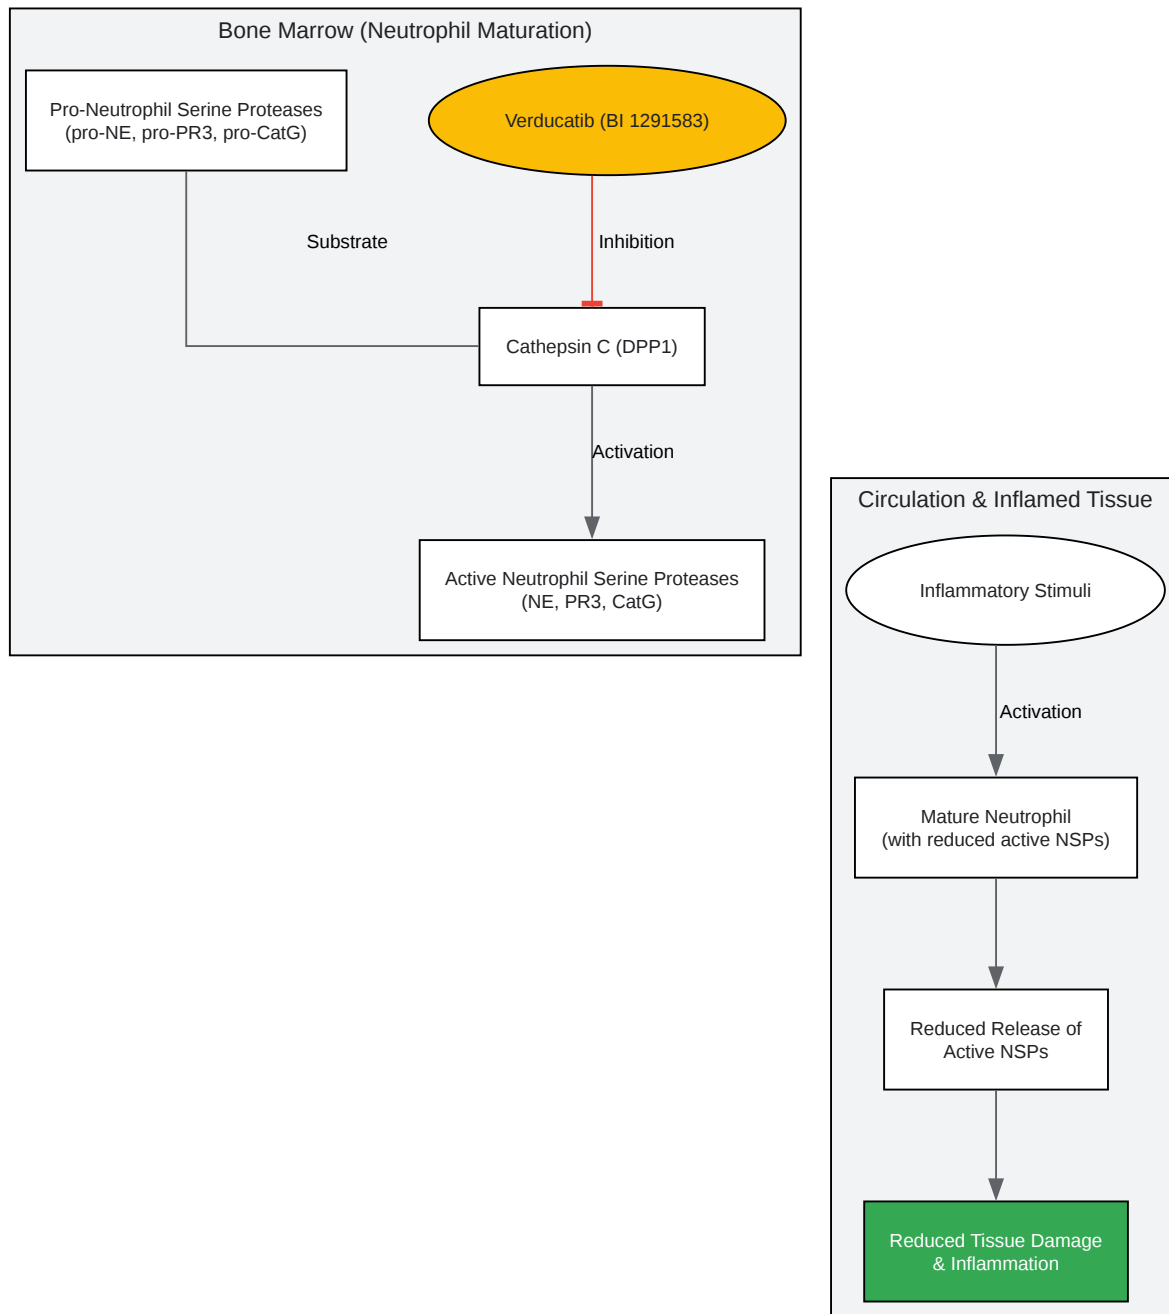 Bone Marrow (Neutrophil Maturation)
Pro-Neutrophil Serine Proteases
(pro-NE, pro-PR3, pro-CatG)
Verducatib (BI 1291583)
Substrate
Inhibition
Cathepsin C (DPP1)
Activation
Active Neutrophil Serine Proteases
(NE, PR3, CatG)
Circulation & Inflamed Tissue
Inflammatory Stimuli
Activation
Mature Neutrophil
(with reduced active NSPs)
Reduced Release of
Active NSPs
Reduced Tissue Damage
& Inflammation